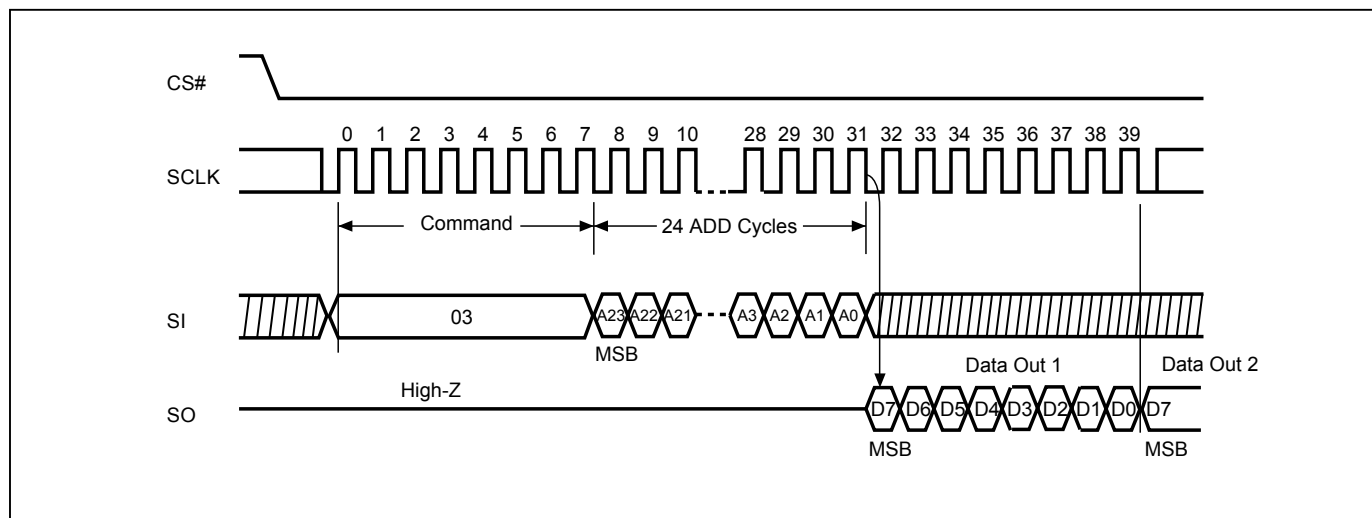 CS#
0 1 2 3 4 5 6 7 8 9 10 28 29 30 31 32 33 34 35 36 37 38 39
SCLK
Command 24 ADD Cycles
SI 03 A23 A22 A21 A3 A2 A1 A0
MSB
Data Out 1 Data Out 2
High-Z
SO D7 D6 D5 D4 D3 D2 D1 D0 D7
MSB MSB